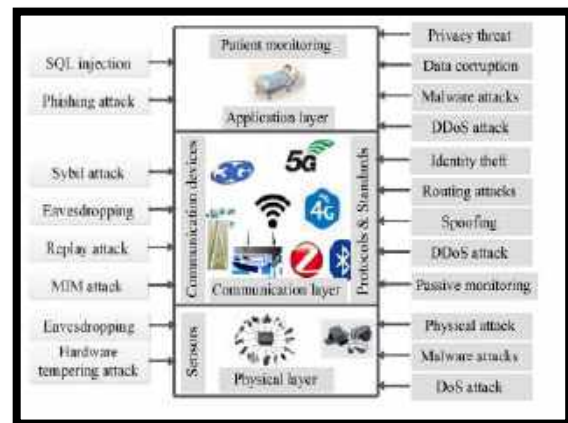 SQL injection
Phishing attack
Sybil attack
Eavesdropping
Replay attack
MIM attack
Eavesdropping
Hardware
tempering attack
Patient monitoring
Application layer
Communication devices
3G
5G
4G
Protocols & Standards
Communication layer
Sensors
Physical layer
Privacy threat
Data corruption
Malware attacks
DDoS attack
Identity theft
Routing attacks
Spoofing
DDoS attack
Passive monitoring
Physical attack
Malware attacks
DoS attack